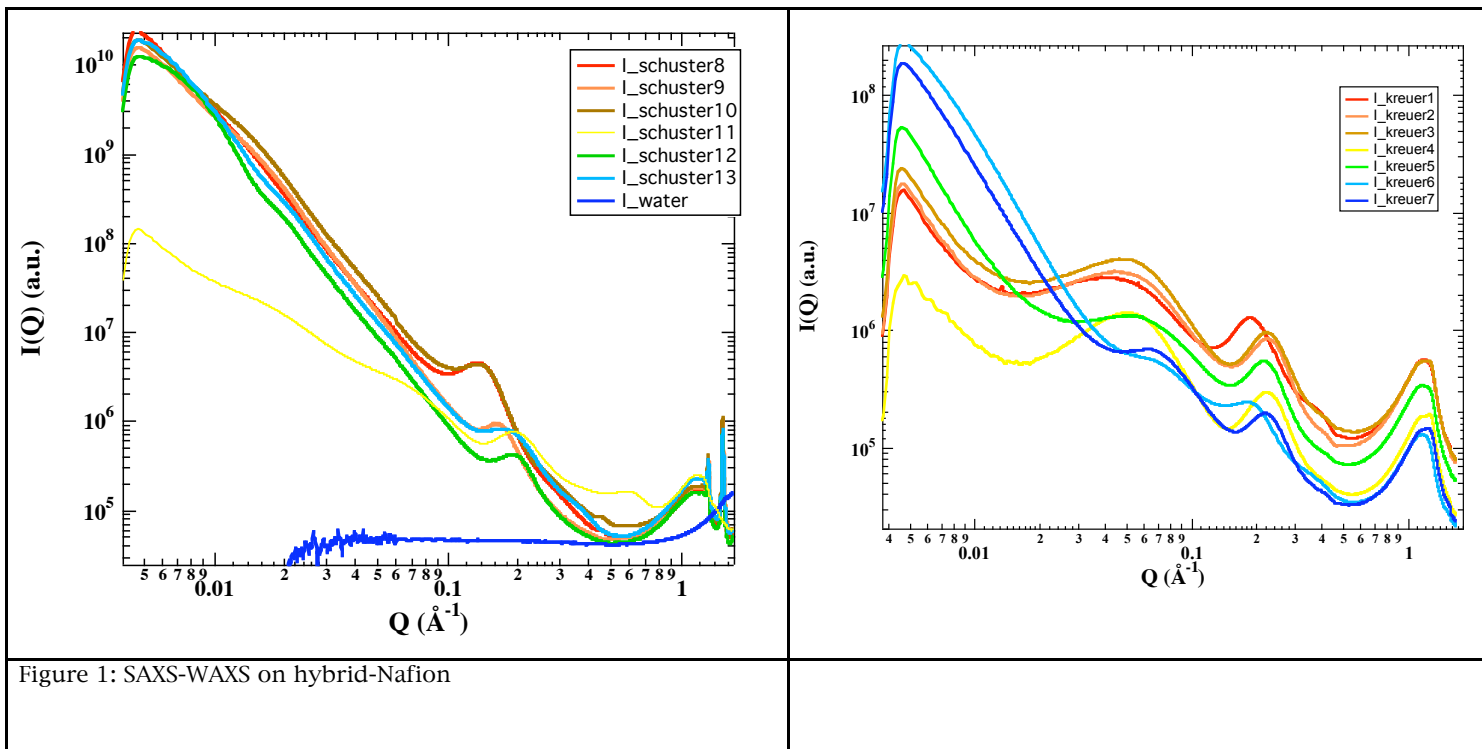 10^10
10^9
10^8
10^7
10^6
10^5
I(Q) (a.u.)
I_schuster8
I_schuster9
I_schuster10
I_schuster11
I_schuster12
I_schuster13
I_water
5 6 7 8 9 2 3 4 5 6 7 8 9 2 3 4 5 6 7 8 9
0.01 0.1 1
Q (Å^-1)
Figure 1: SAXS-WAXS on hybrid-Nafion
10^8
10^7
10^6
10^5
I(Q) (a.u.)
I_kreuer1
I_kreuer2
I_kreuer3
I_kreuer4
I_kreuer5
I_kreuer6
I_kreuer7
4 5 6 7 8 9 2 3 4 5 6 7 8 9 2 3 4 5 6 7 8 9
0.01 0.1 1
Q (Å^-1)